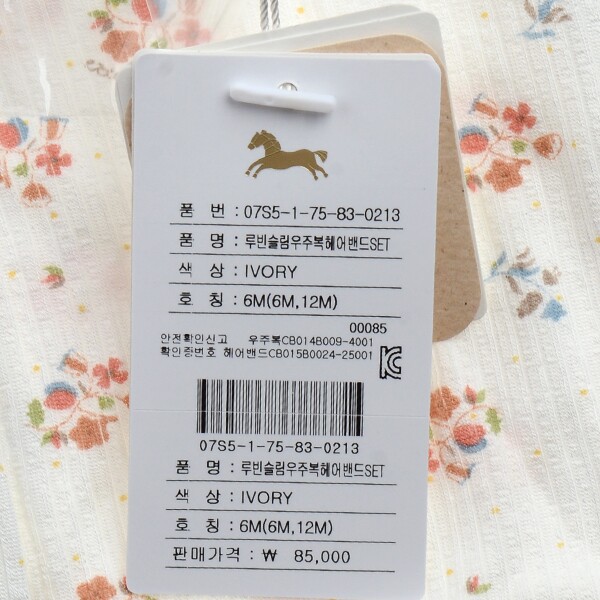 품 번 : 07S5-1-75-83-0213
품 명 : 루빈슬림우주복헤어밴드SET
색 상 : IVORY
호 칭 : 6M(6M,12M)
00085
안전확인신고 우주복CB014B009-4001
확인증번호 헤어밴드CB015B0024-25001
07S5-1-75-83-0213
품 명 : 루빈슬림우주복헤어밴드SET
색 상 : IVORY
호 칭 : 6M(6M,12M)
판매가격 : ₩ 85,000